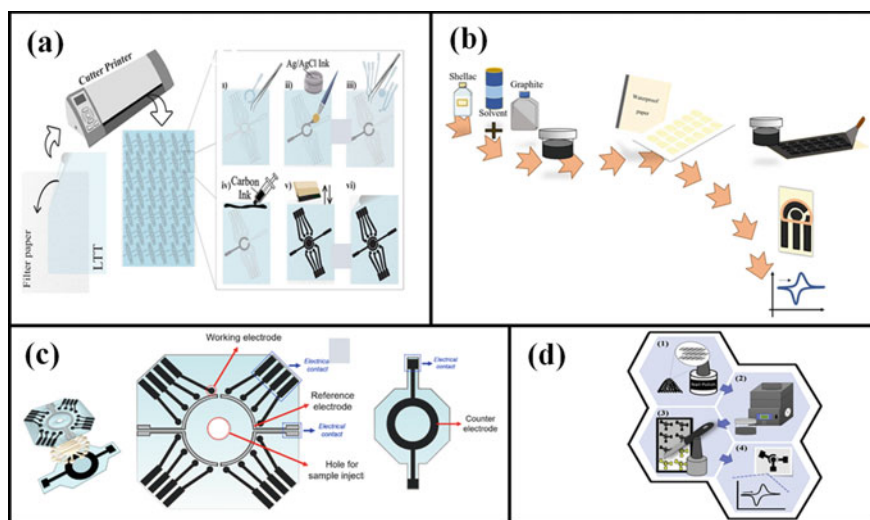 (a)
Cutter Printer
Filter paper
LTT
i)
Ag/AgCl Ink
ii)
iii)
iv)
Carbon
Ink
v)
vi)
(b)
Shellac
Solvent
Graphite
Waterproof
paper
(c)
Working electrode
Electrical
contact
Reference
electrode
Electrical
contact
Hole for
sample inject
Electrical
contact
Counter
electrode
(d)
(1)
(2)
(3)
(4)